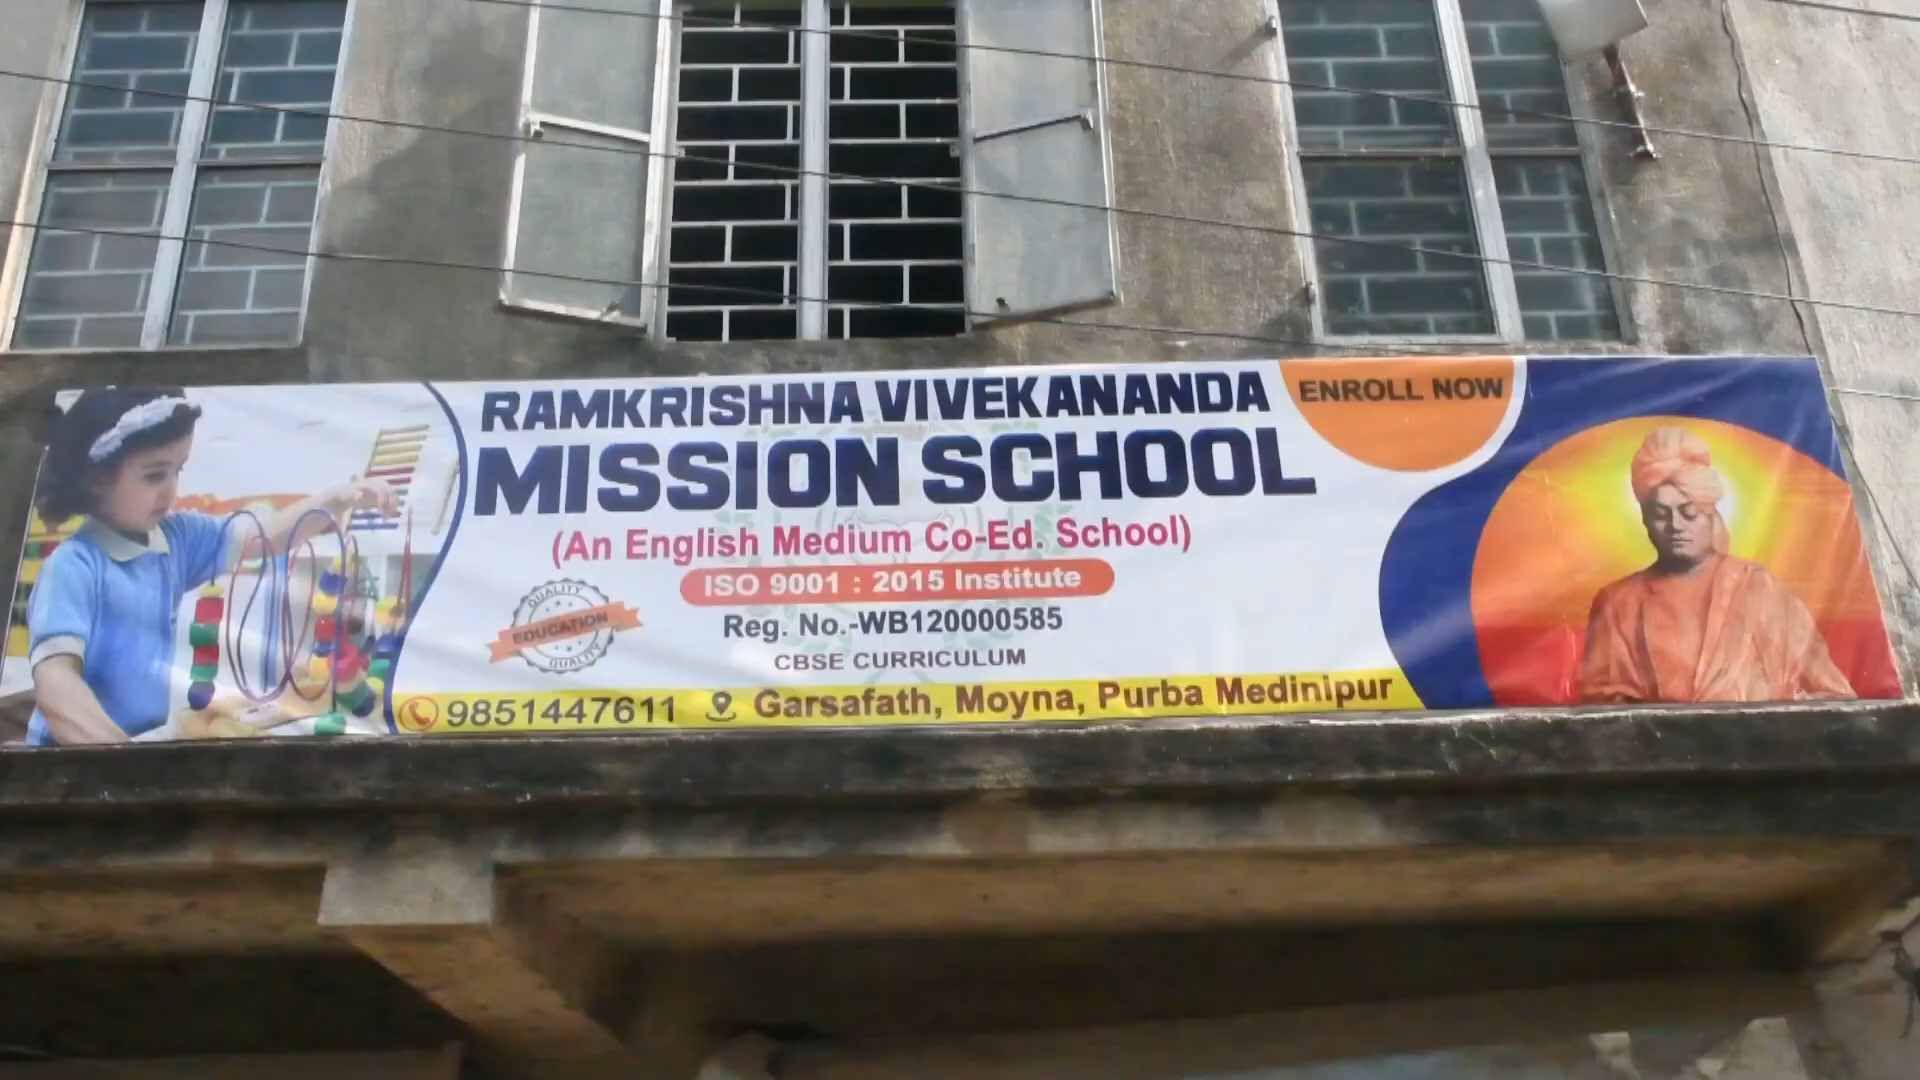 RAMKRISHNA VIVEKANANDA
ENROLL NOW
MISSION SCHOOL
(An English Medium Co-Ed. School)
ISO 9001 : 2015 Institute
QUALITY
EDUCATION
QUALITY
Reg. No.-WB120000585
CBSE CURRICULUM
9851447611 Garsafath, Moyna, Purba Medinipur